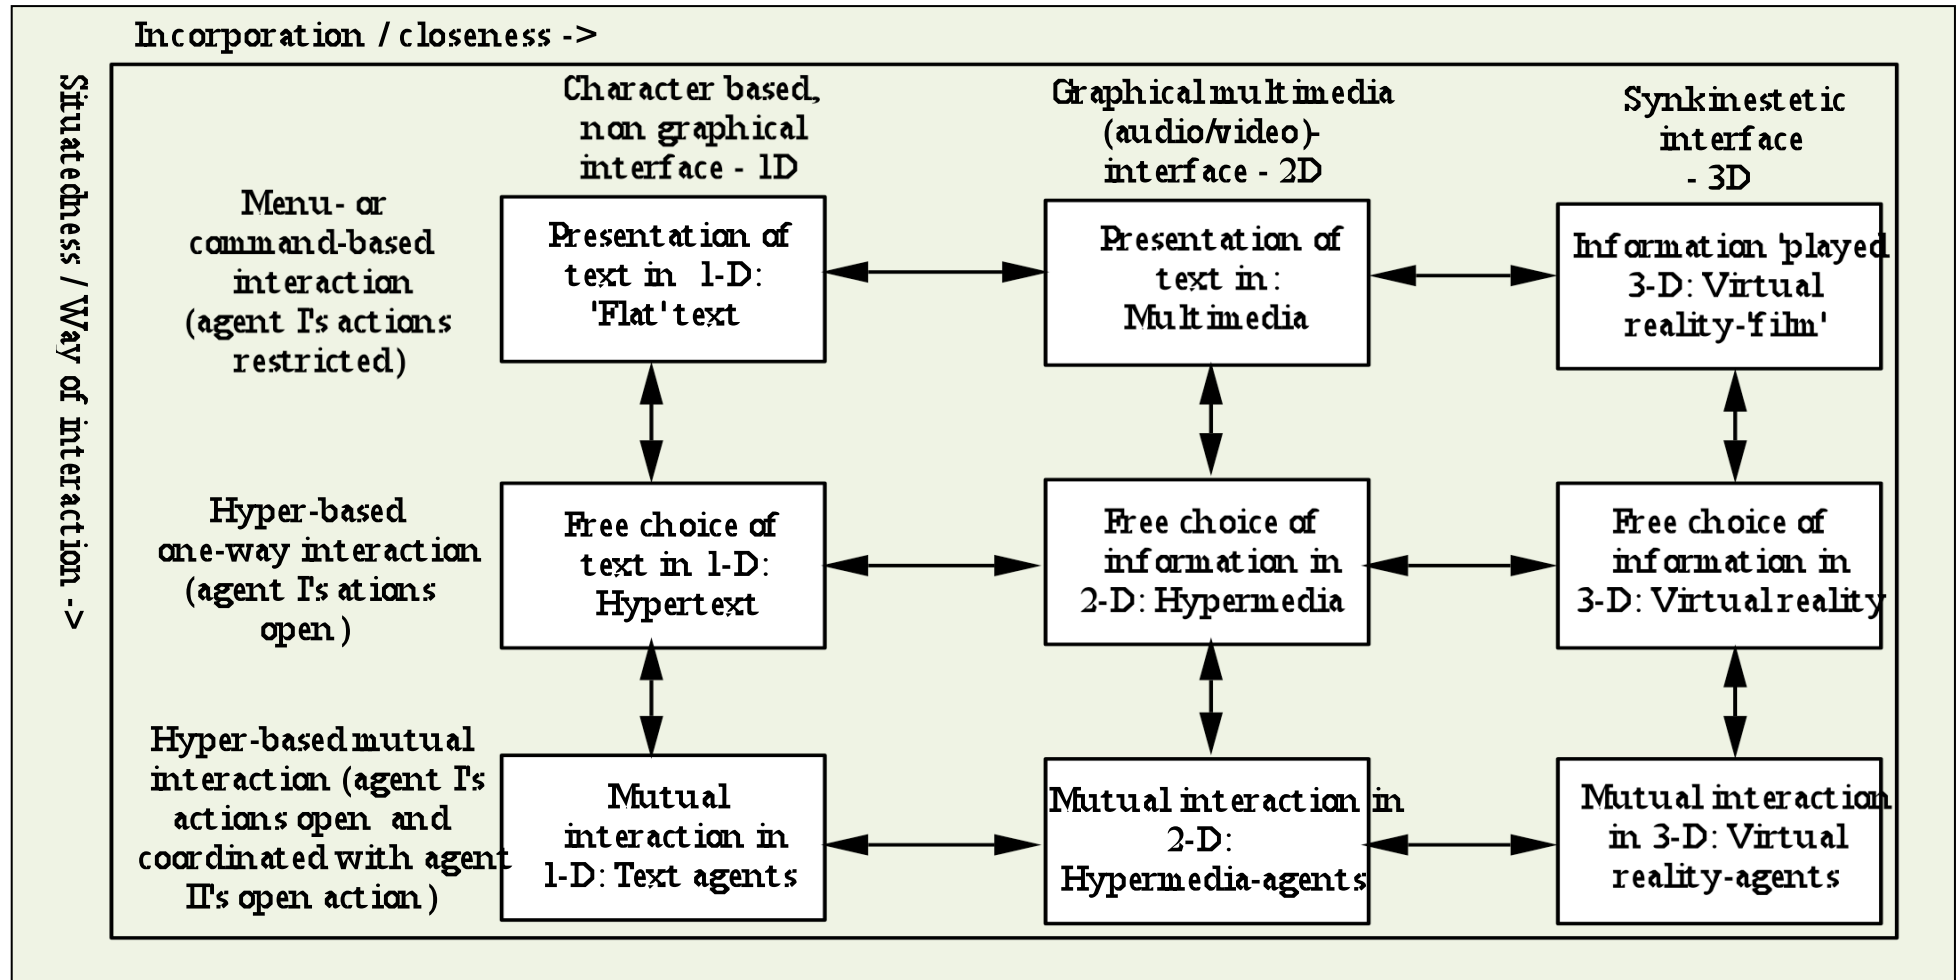 Incorporation / closeness ->
Situatedness / Way of interaction ->
Character based,
non graphical
interface - 1D
Graphical multimedia
(audio/video)-
interface - 2D
Synkinestetic
interface
- 3D
Menu- or
command-based
interaction
(agent I's actions
restricted)
Presentation of
text in 1-D:
'Flat' text
Presentation of
text in:
Multimedia
Information 'played
3-D: Virtual
reality-'film'
Hyper-based
one-way interaction
(agent I's ations
open)
Free choice of
text in 1-D:
Hypertext
Free choice of
information in
2-D: Hypermedia
Free choice of
information in
3-D: Virtual reality
Hyper-based mutual
interaction (agent I's
actions open and
coordinated with agent
II's open action)
Mutual
interaction in
1-D: Text agents
Mutual interaction in
2-D:
Hypermedia-agents
Mutual interaction
in 3-D: Virtual
reality-agents